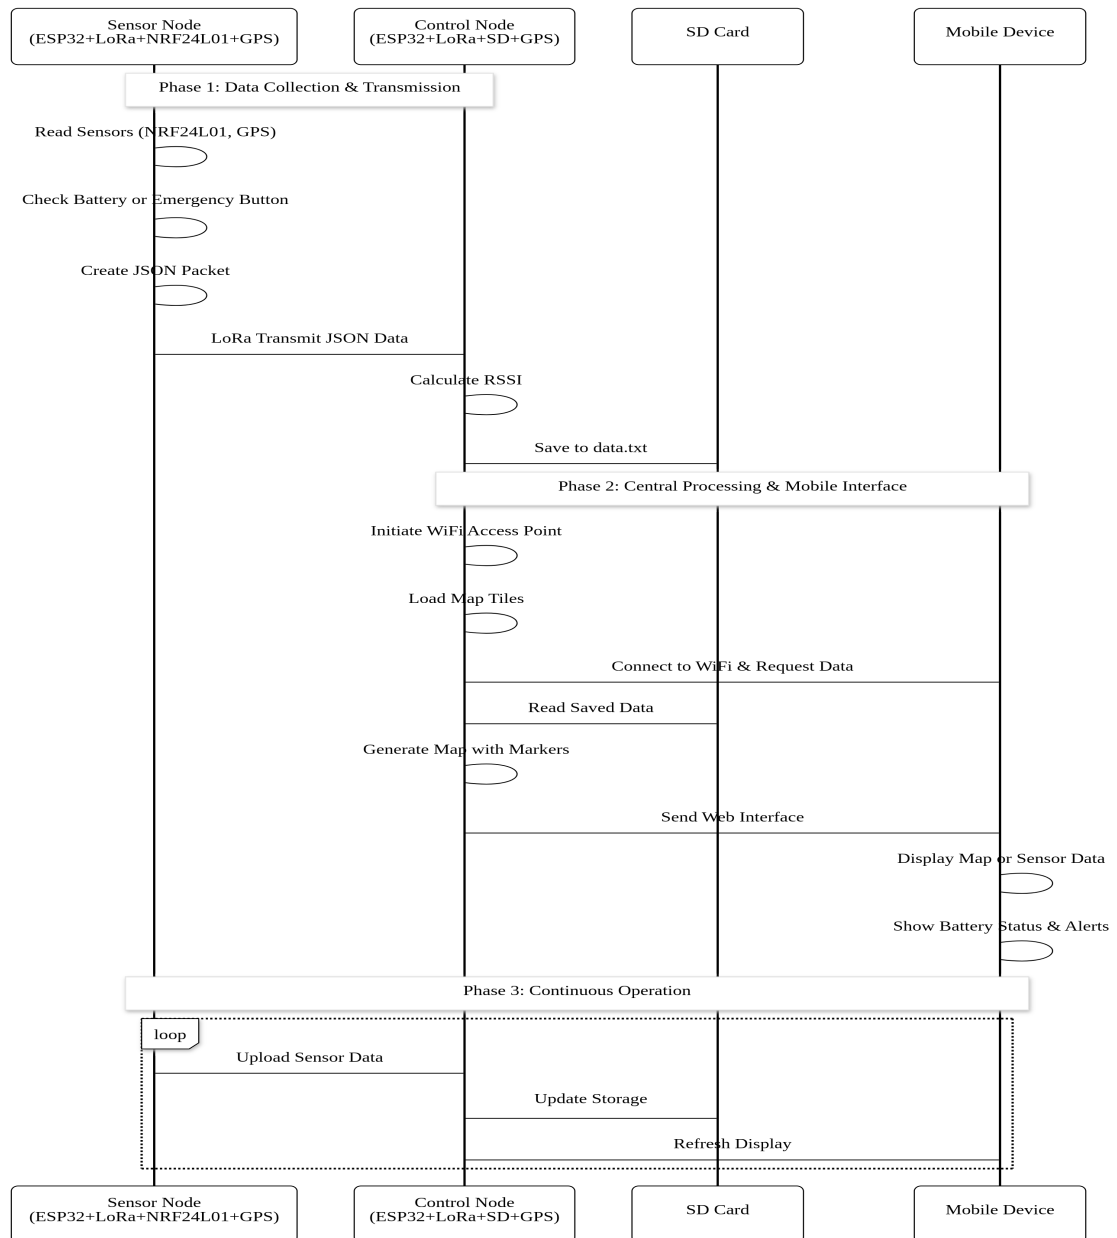 Sensor Node
(ESP32+LoRa+NRF24L01+GPS)
Control Node
(ESP32+LoRa+SD+GPS)
SD Card
Mobile Device
Phase 1: Data Collection & Transmission
Read Sensors (NRF24L01, GPS)
Check Battery or Emergency Button
Create JSON Packet
LoRa Transmit JSON Data
Calculate RSSI
Save to data.txt
Phase 2: Central Processing & Mobile Interface
Initiate WiFi Access Point
Load Map Tiles
Connect to WiFi & Request Data
Read Saved Data
Generate Map with Markers
Send Web Interface
Display Map or Sensor Data
Show Battery Status & Alerts
Phase 3: Continuous Operation
loop
Upload Sensor Data
Update Storage
Refresh Display
Sensor Node
(ESP32+LoRa+NRF24L01+GPS)
Control Node
(ESP32+LoRa+SD+GPS)
SD Card
Mobile Device